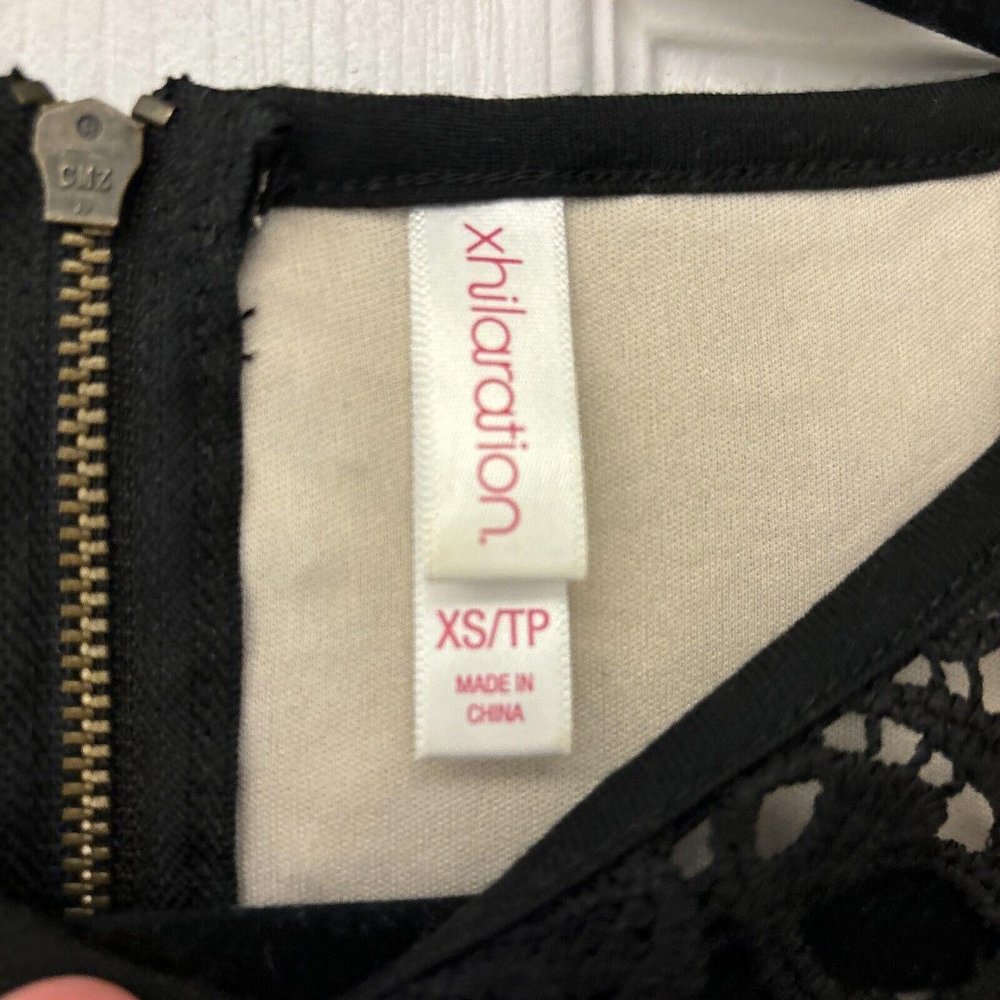 CMZ
xhilaration.
XS/TP
MADE IN
CHINA